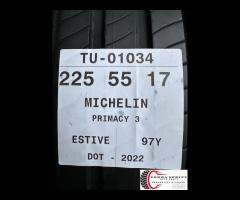 TU-01034
225 55 17
MICHELIN
PRIMACY 3
ESTIVE 97Y
DOT - 2022